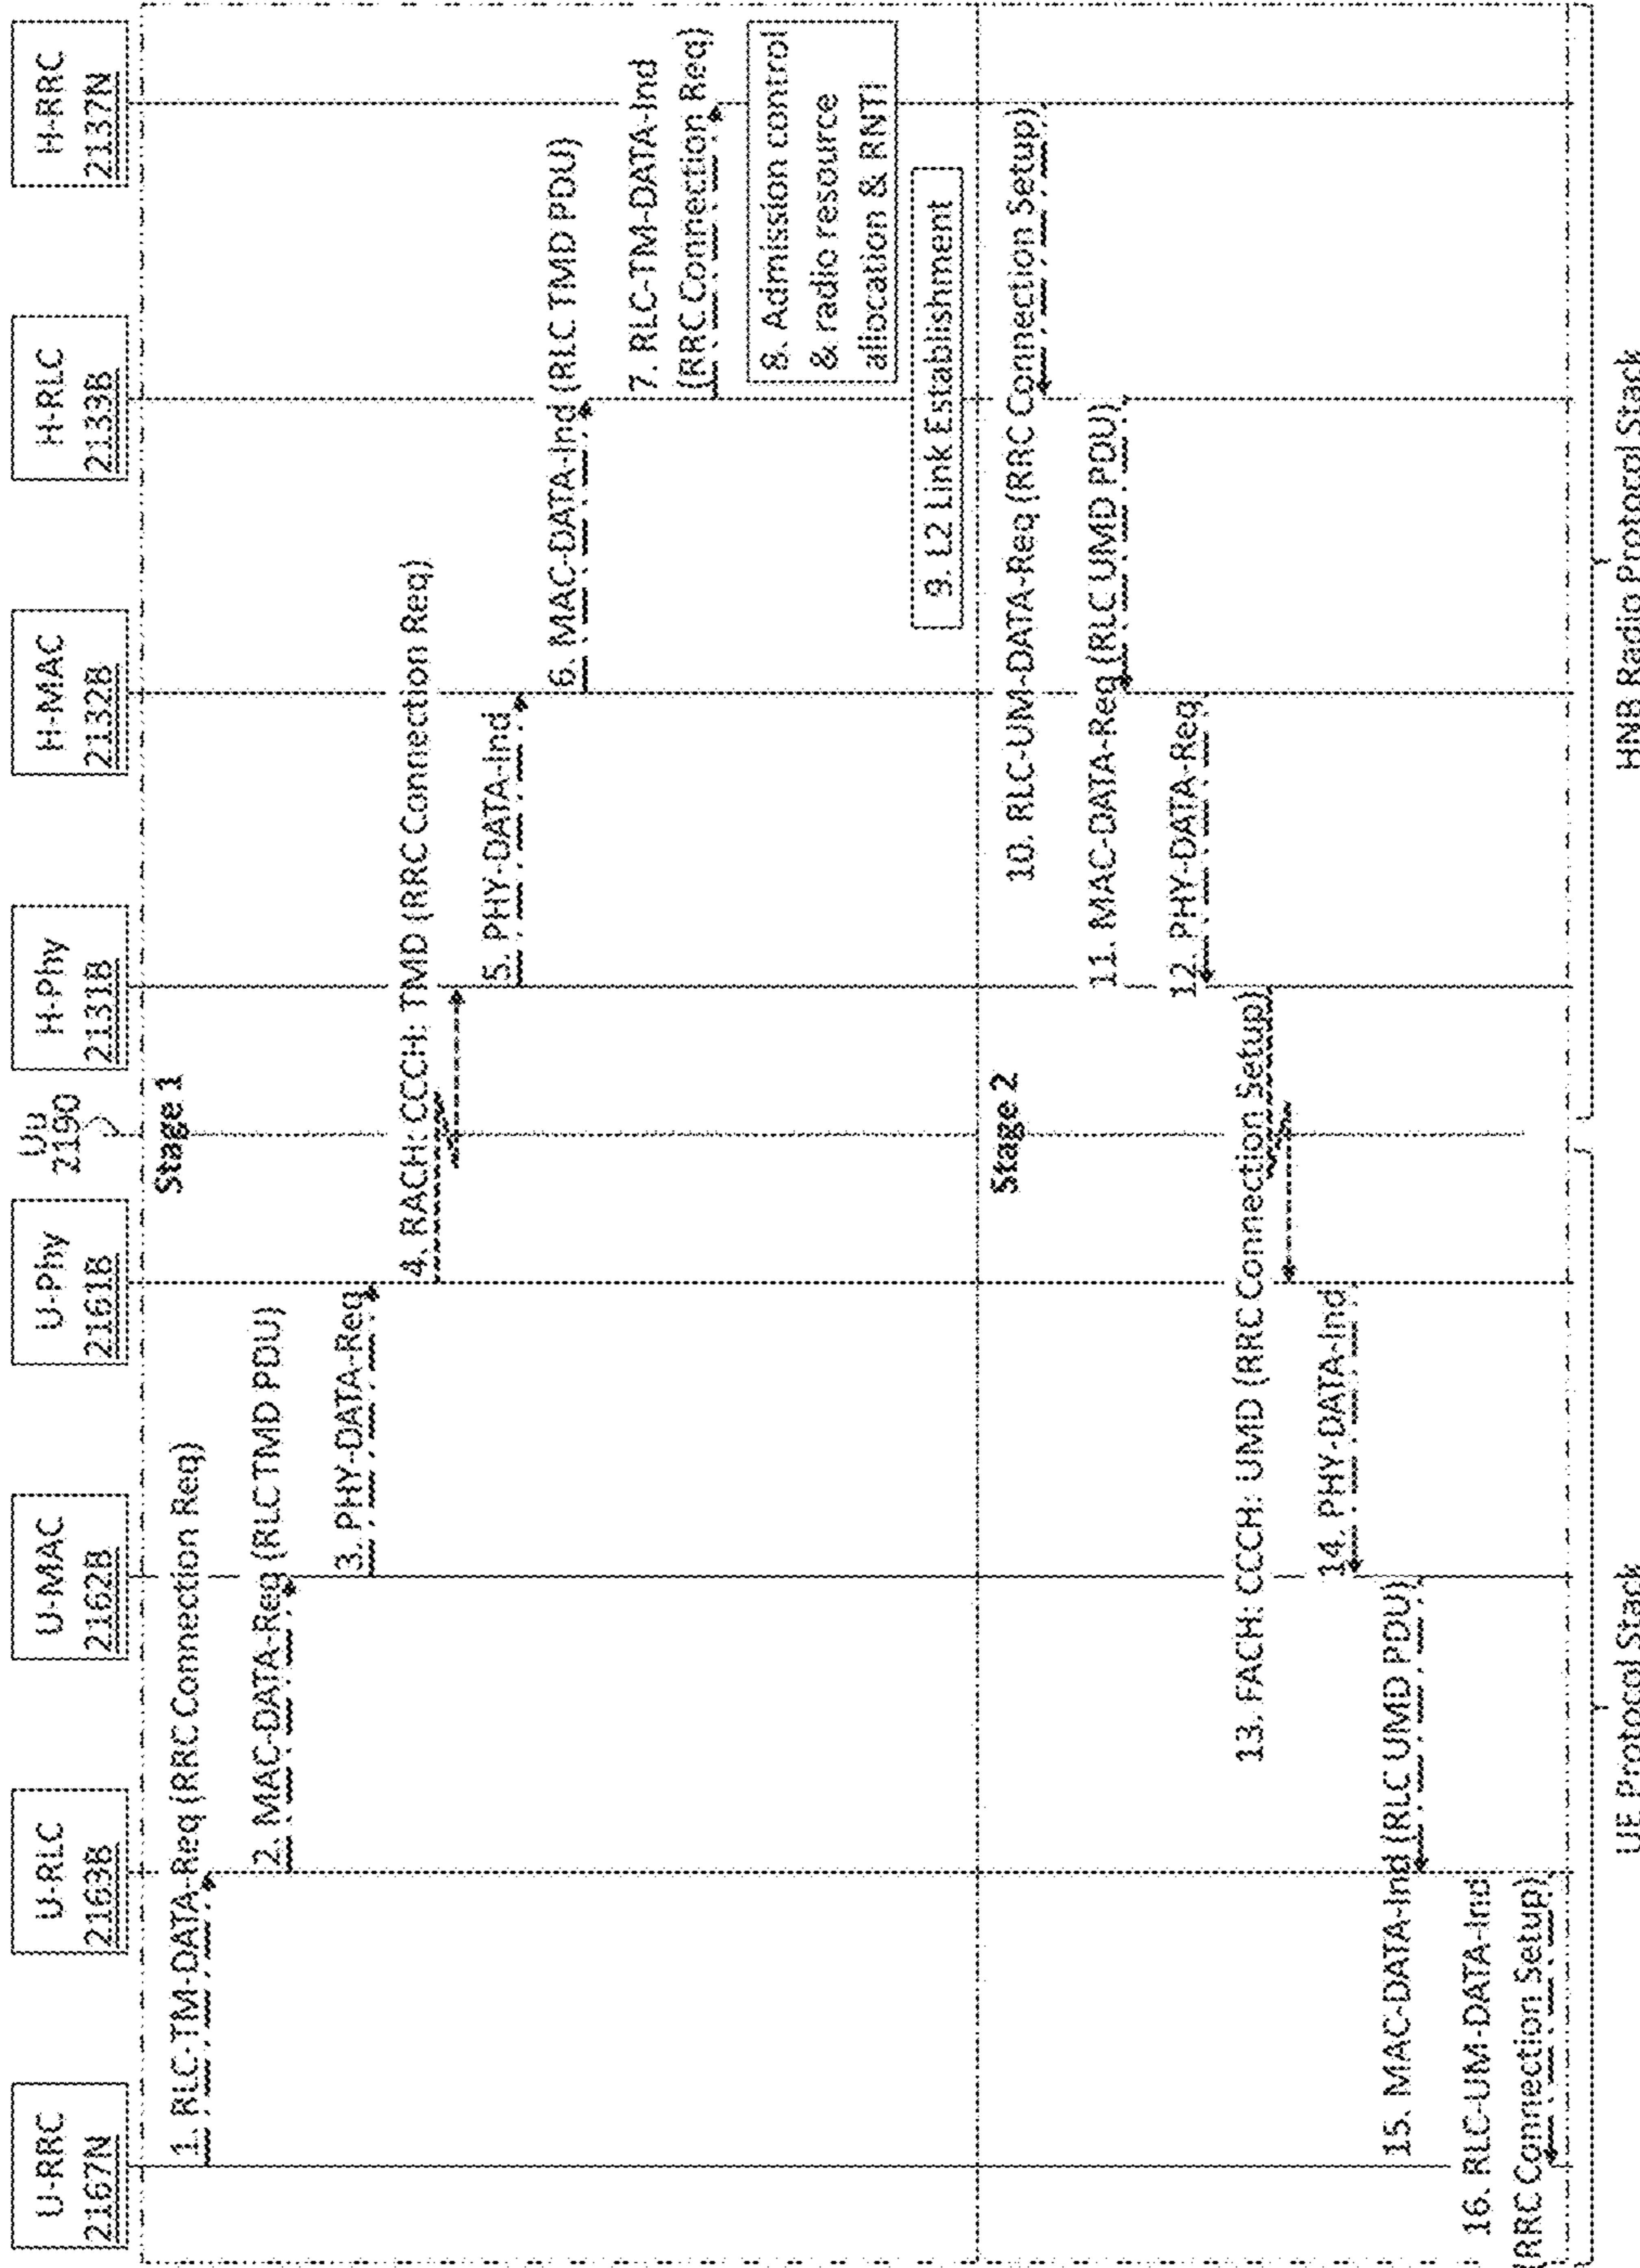 U-RRC
2167N
U-RLC
2163B
U-MAC
2162B
U-Phy
2161B
Uu
2190
H-Phy
2131B
H-MAC
2132B
H-RLC
2133B
H-RRC
2137N
Stage 1
1. RLC-TM-DATA-Req (RRC Connection Req)
2. MAC-DATA-Req (RLC TMD PDU)
3. PHY-DATA-Req
4. RACH: CCCH: TMD (RRC Connection Req)
5. PHY-DATA-Ind
6. MAC-DATA-Ind (RLC TMD PDU)
7. RLC-TM-DATA-Ind
(RRC Connection Req)
8. Admission control
& radio resource
allocation & RNTI
9. L2 Link Establishment
Stage 2
10. RLC-UM-DATA-Req (RRC Connection Setup)
11. MAC-DATA-Req (RLC UMD PDU)
12. PHY-DATA-Req
13. FACH: CCCH: UMD (RRC Connection Setup)
14. PHY-DATA-Ind
15. MAC-DATA-Ind (RLC UMD PDU)
16. RLC-UM-DATA-Ind
(RRC Connection Setup)
UE Protocol Stack
HNB Radio Protocol Stack